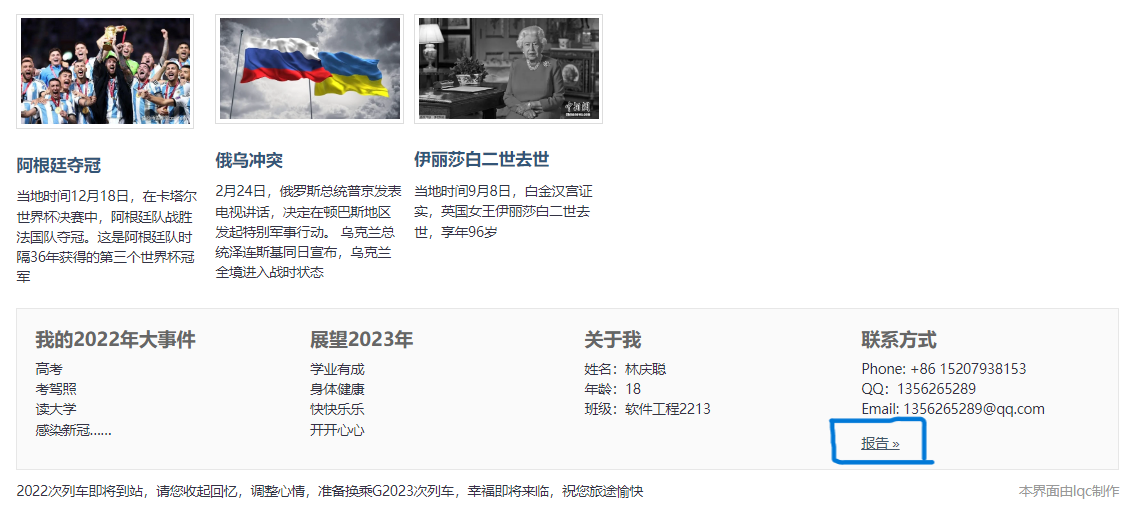 阿根廷夺冠
当地时间12月18日，在卡塔尔
世界杯决赛中，阿根廷队战胜
法国队夺冠。这是阿根廷队时
隔36年获得的第三个世界杯冠
军
俄乌冲突
2月24日，俄罗斯总统普京发表
电视讲话，决定在顿巴斯地区
发起特别军事行动。 乌克兰总
统泽连斯基同日宣布，乌克兰
全境进入战时状态
伊丽莎白二世去世
当地时间9月8日，白金汉宫证
实，英国女王伊丽莎白二世去
世，享年96岁
我的2022年大事件
高考
考驾照
读大学
感染新冠......
展望2023年
学业有成
身体健康
快快乐乐
开开心心
关于我
姓名：林庆聪
年龄：18
班级：软件工程2213
联系方式
Phone: +86 15207938153
QQ：1356265289
Email: 1356265289@qq.com
报告 »
2022次列车即将到站，请您收起回忆，调整心情，准备换乘G2023次列车，幸福即将来临，祝您旅途愉快
本界面由lqc制作